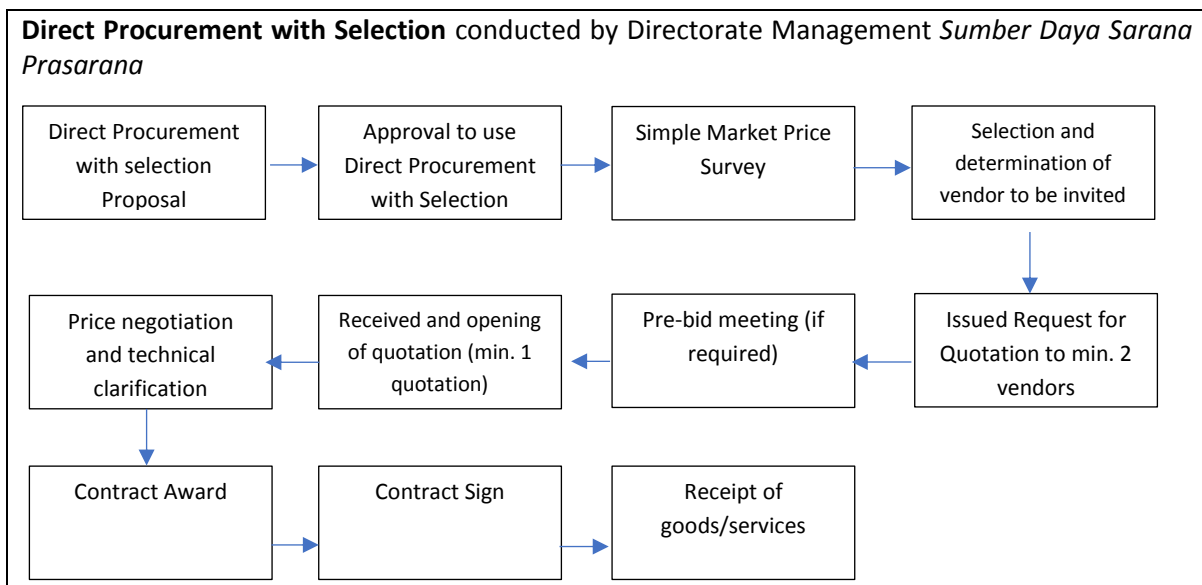 Direct Procurement with Selection conducted by Directorate Management Sumber Daya Sarana
Prasarana
Direct Procurement
with selection
Proposal
Approval to use
Direct Procurement
with Selection
Simple Market Price
Survey
Selection and
determination of
vendor to be invited
Issued Request for
Quotation to min. 2
vendors
Pre-bid meeting (if
required)
Received and opening
of quotation (min. 1
quotation)
Price negotiation
and technical
clarification
Contract Award
Contract Sign
Receipt of
goods/services